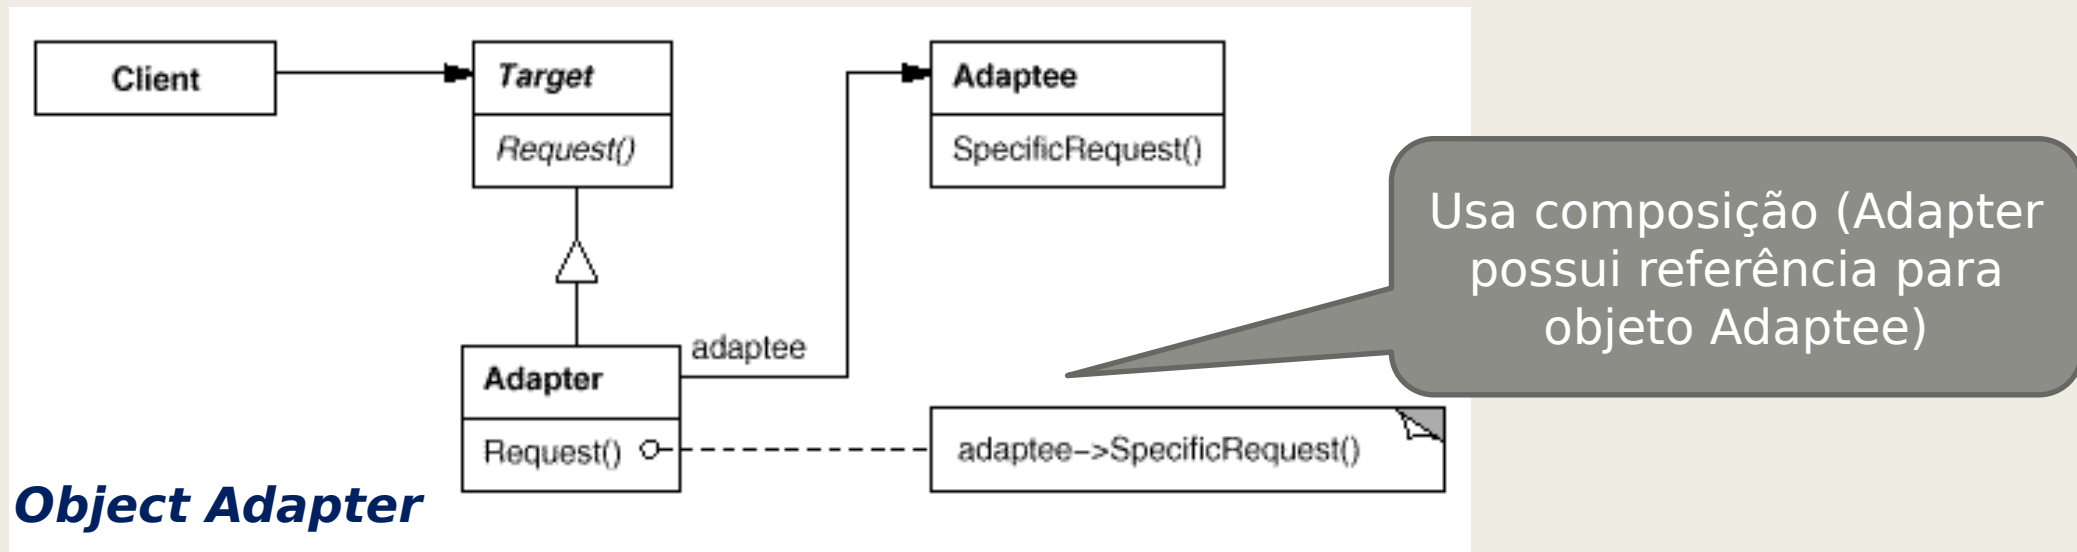 Client
Target
Request()
Adaptee
SpecificRequest()
Usa composição (Adapter
possui referência para
objeto Adaptee)
adaptee
Adapter
Request()
adaptee–>SpecificRequest()
Object Adapter